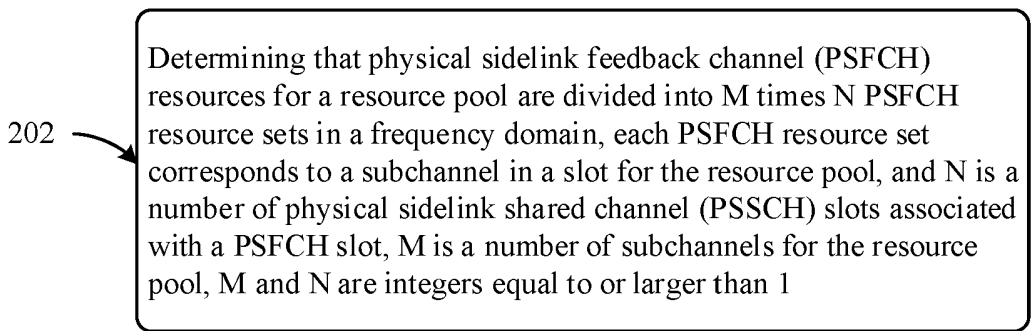 Determining that physical sidelink feedback channel (PSFCH)
resources for a resource pool are divided into M times N PSFCH
resource sets in a frequency domain, each PSFCH resource set
202
corresponds to a subchannel in a slot for the resource pool, and N is a
number of physical sidelink shared channel (PSSCH) slots associated
with a PSFCH slot, M is a number of subchannels for the resource
pool, M and N are integers equal to or larger than 1